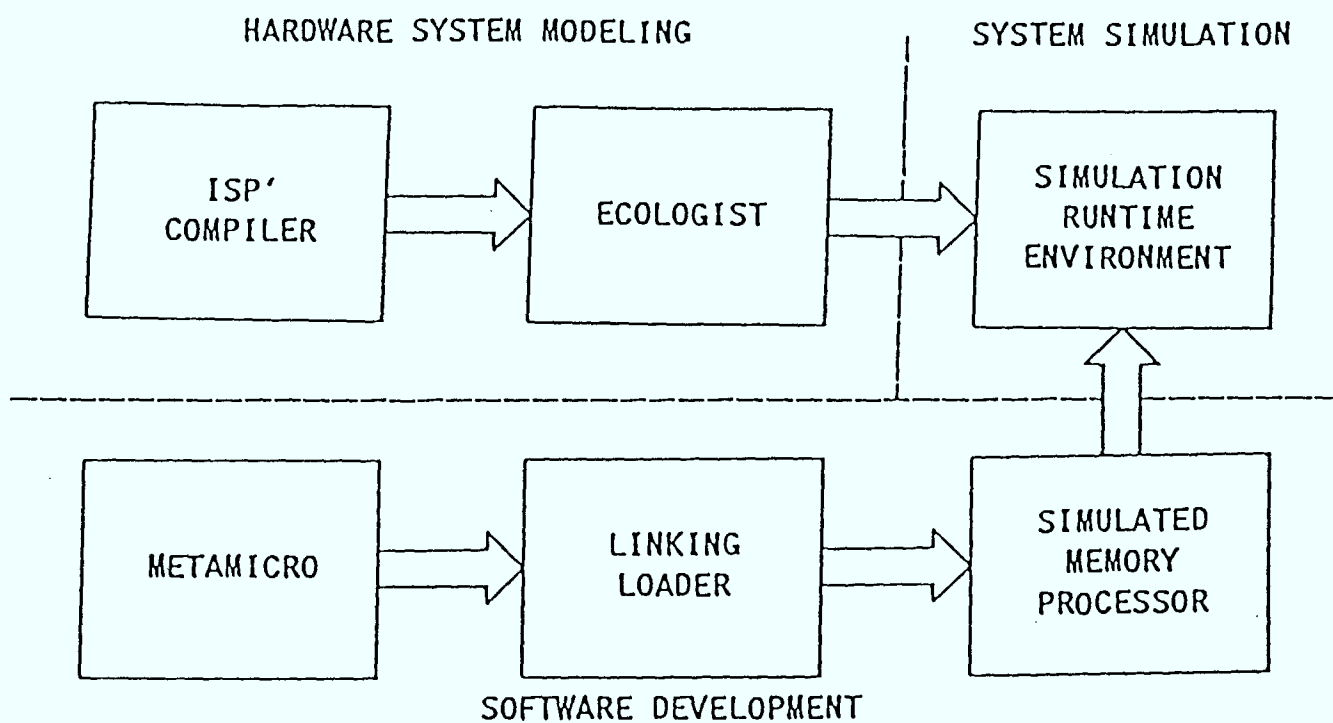 HARDWARE SYSTEM MODELING
SYSTEM SIMULATION
ISP'
COMPILER
ECOLOGIST
SIMULATION
RUNTIME
ENVIRONMENT
METAMICRO
LINKING
LOADER
SIMULATED
MEMORY
PROCESSOR
SOFTWARE DEVELOPMENT